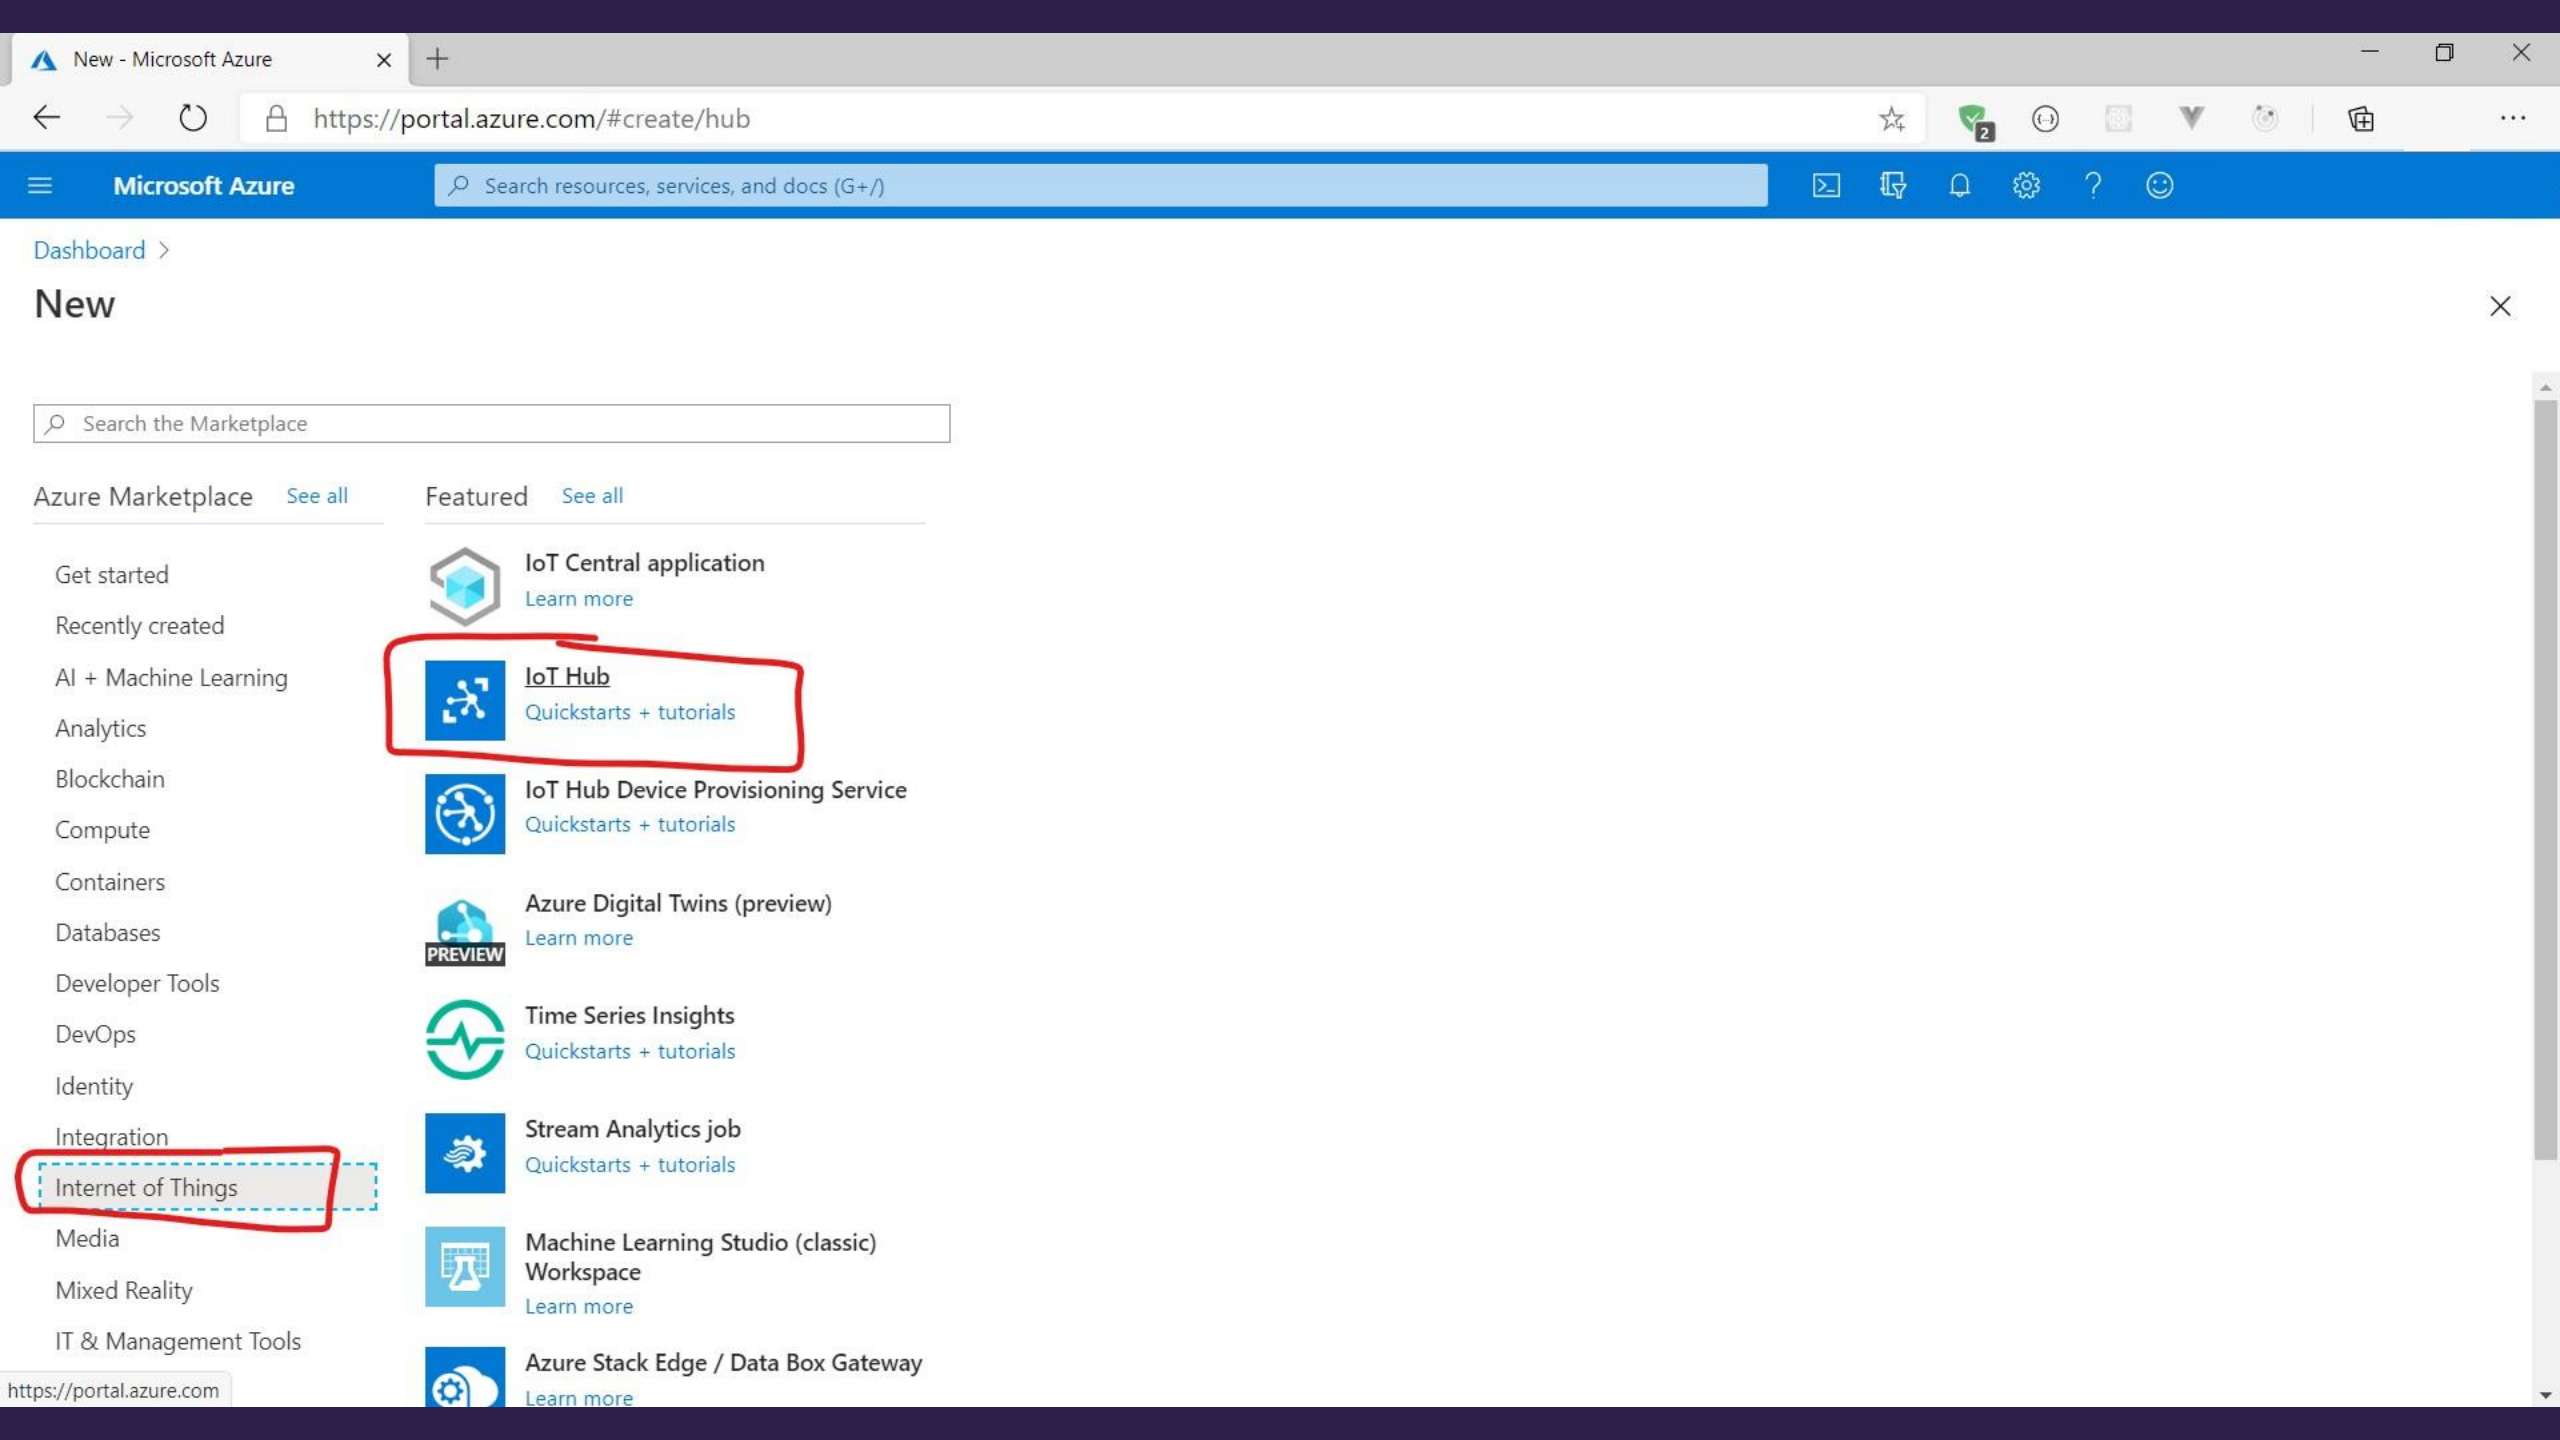 New - Microsoft Azure
https://portal.azure.com/#create/hub
2
Microsoft Azure
Search resources, services, and docs (G+/)
Dashboard >
New
Search the Marketplace
Azure Marketplace See all
Get started
Recently created
AI + Machine Learning
Analytics
Blockchain
Compute
Containers
Databases
Developer Tools
DevOps
Identity
Integration
Internet of Things
Media
Mixed Reality
IT & Management Tools
Featured See all
IoT Central application
Learn more
IoT Hub
Quickstarts + tutorials
IoT Hub Device Provisioning Service
Quickstarts + tutorials
PREVIEW
Azure Digital Twins (preview)
Learn more
Time Series Insights
Quickstarts + tutorials
Stream Analytics job
Quickstarts + tutorials
Machine Learning Studio (classic)
Workspace
Learn more
Azure Stack Edge / Data Box Gateway
Learn more
https://portal.azure.com